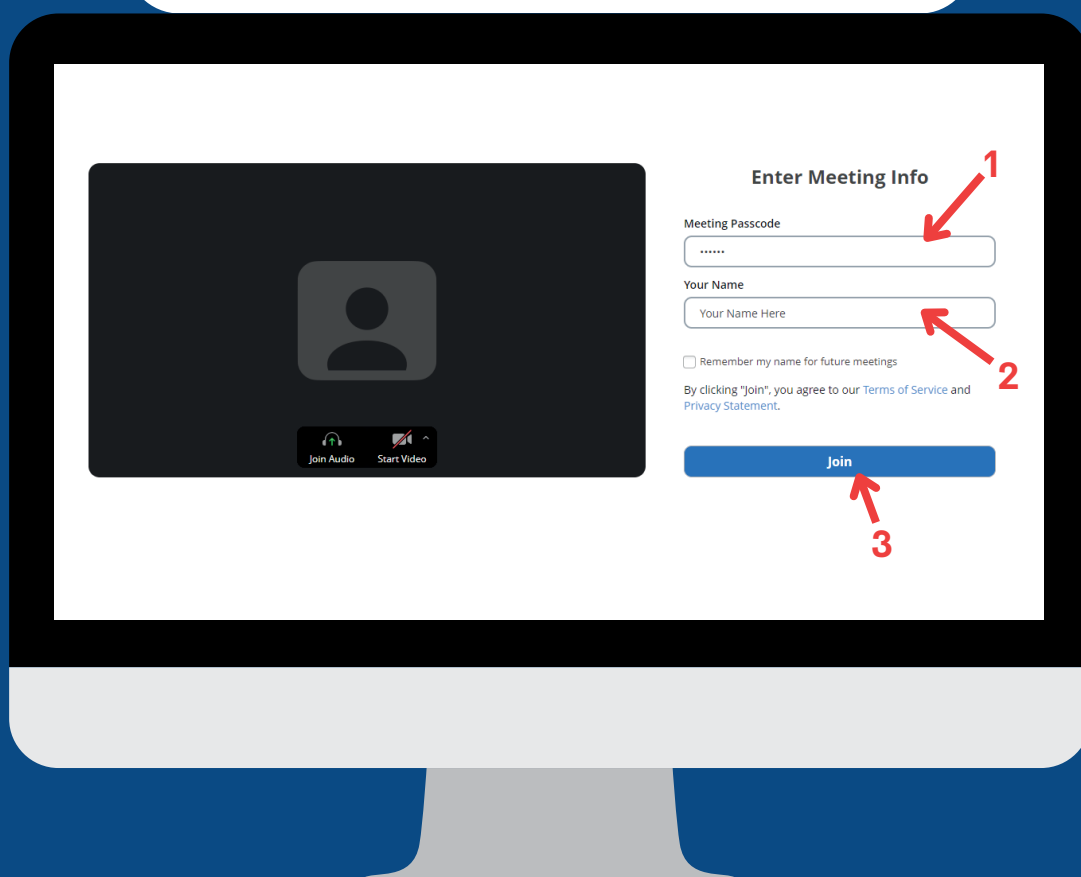 Enter Meeting Info
1
Meeting Passcode
······
Your Name
Your Name Here
2
Remember my name for future meetings
By clicking "Join", you agree to our Terms of Service and
Privacy Statement.
Join Audio
Start Video
Join
3